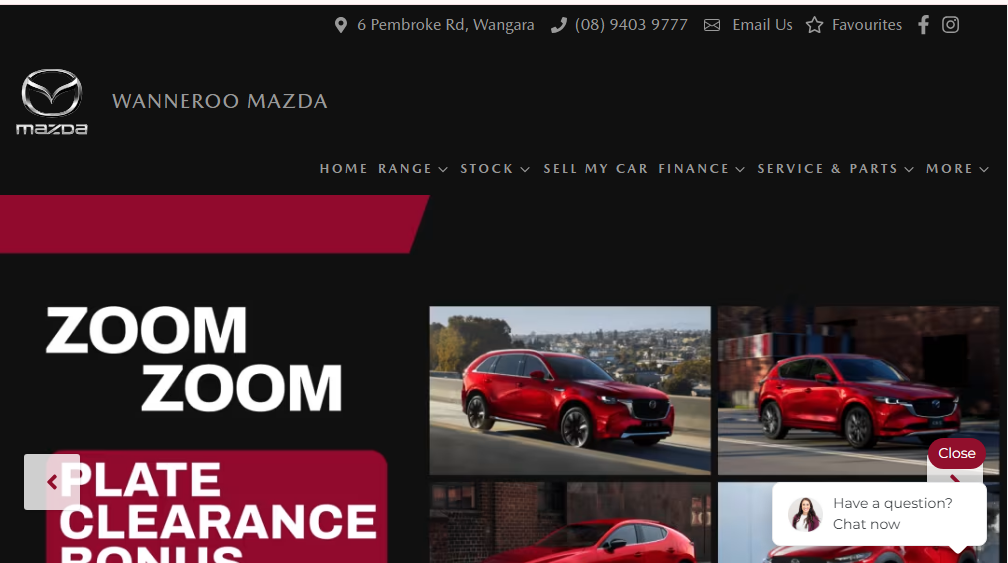 6 Pembroke Rd, Wangara (08) 9403 9777 Email Us Favourites
mazda
WANNEROO MAZDA
HOME RANGE STOCK SELL MY CAR FINANCE SERVICE & PARTS MORE
ZOOM
ZOOM
PLATE
CLEARANCE
BONUS
Close
Have a question?
Chat now